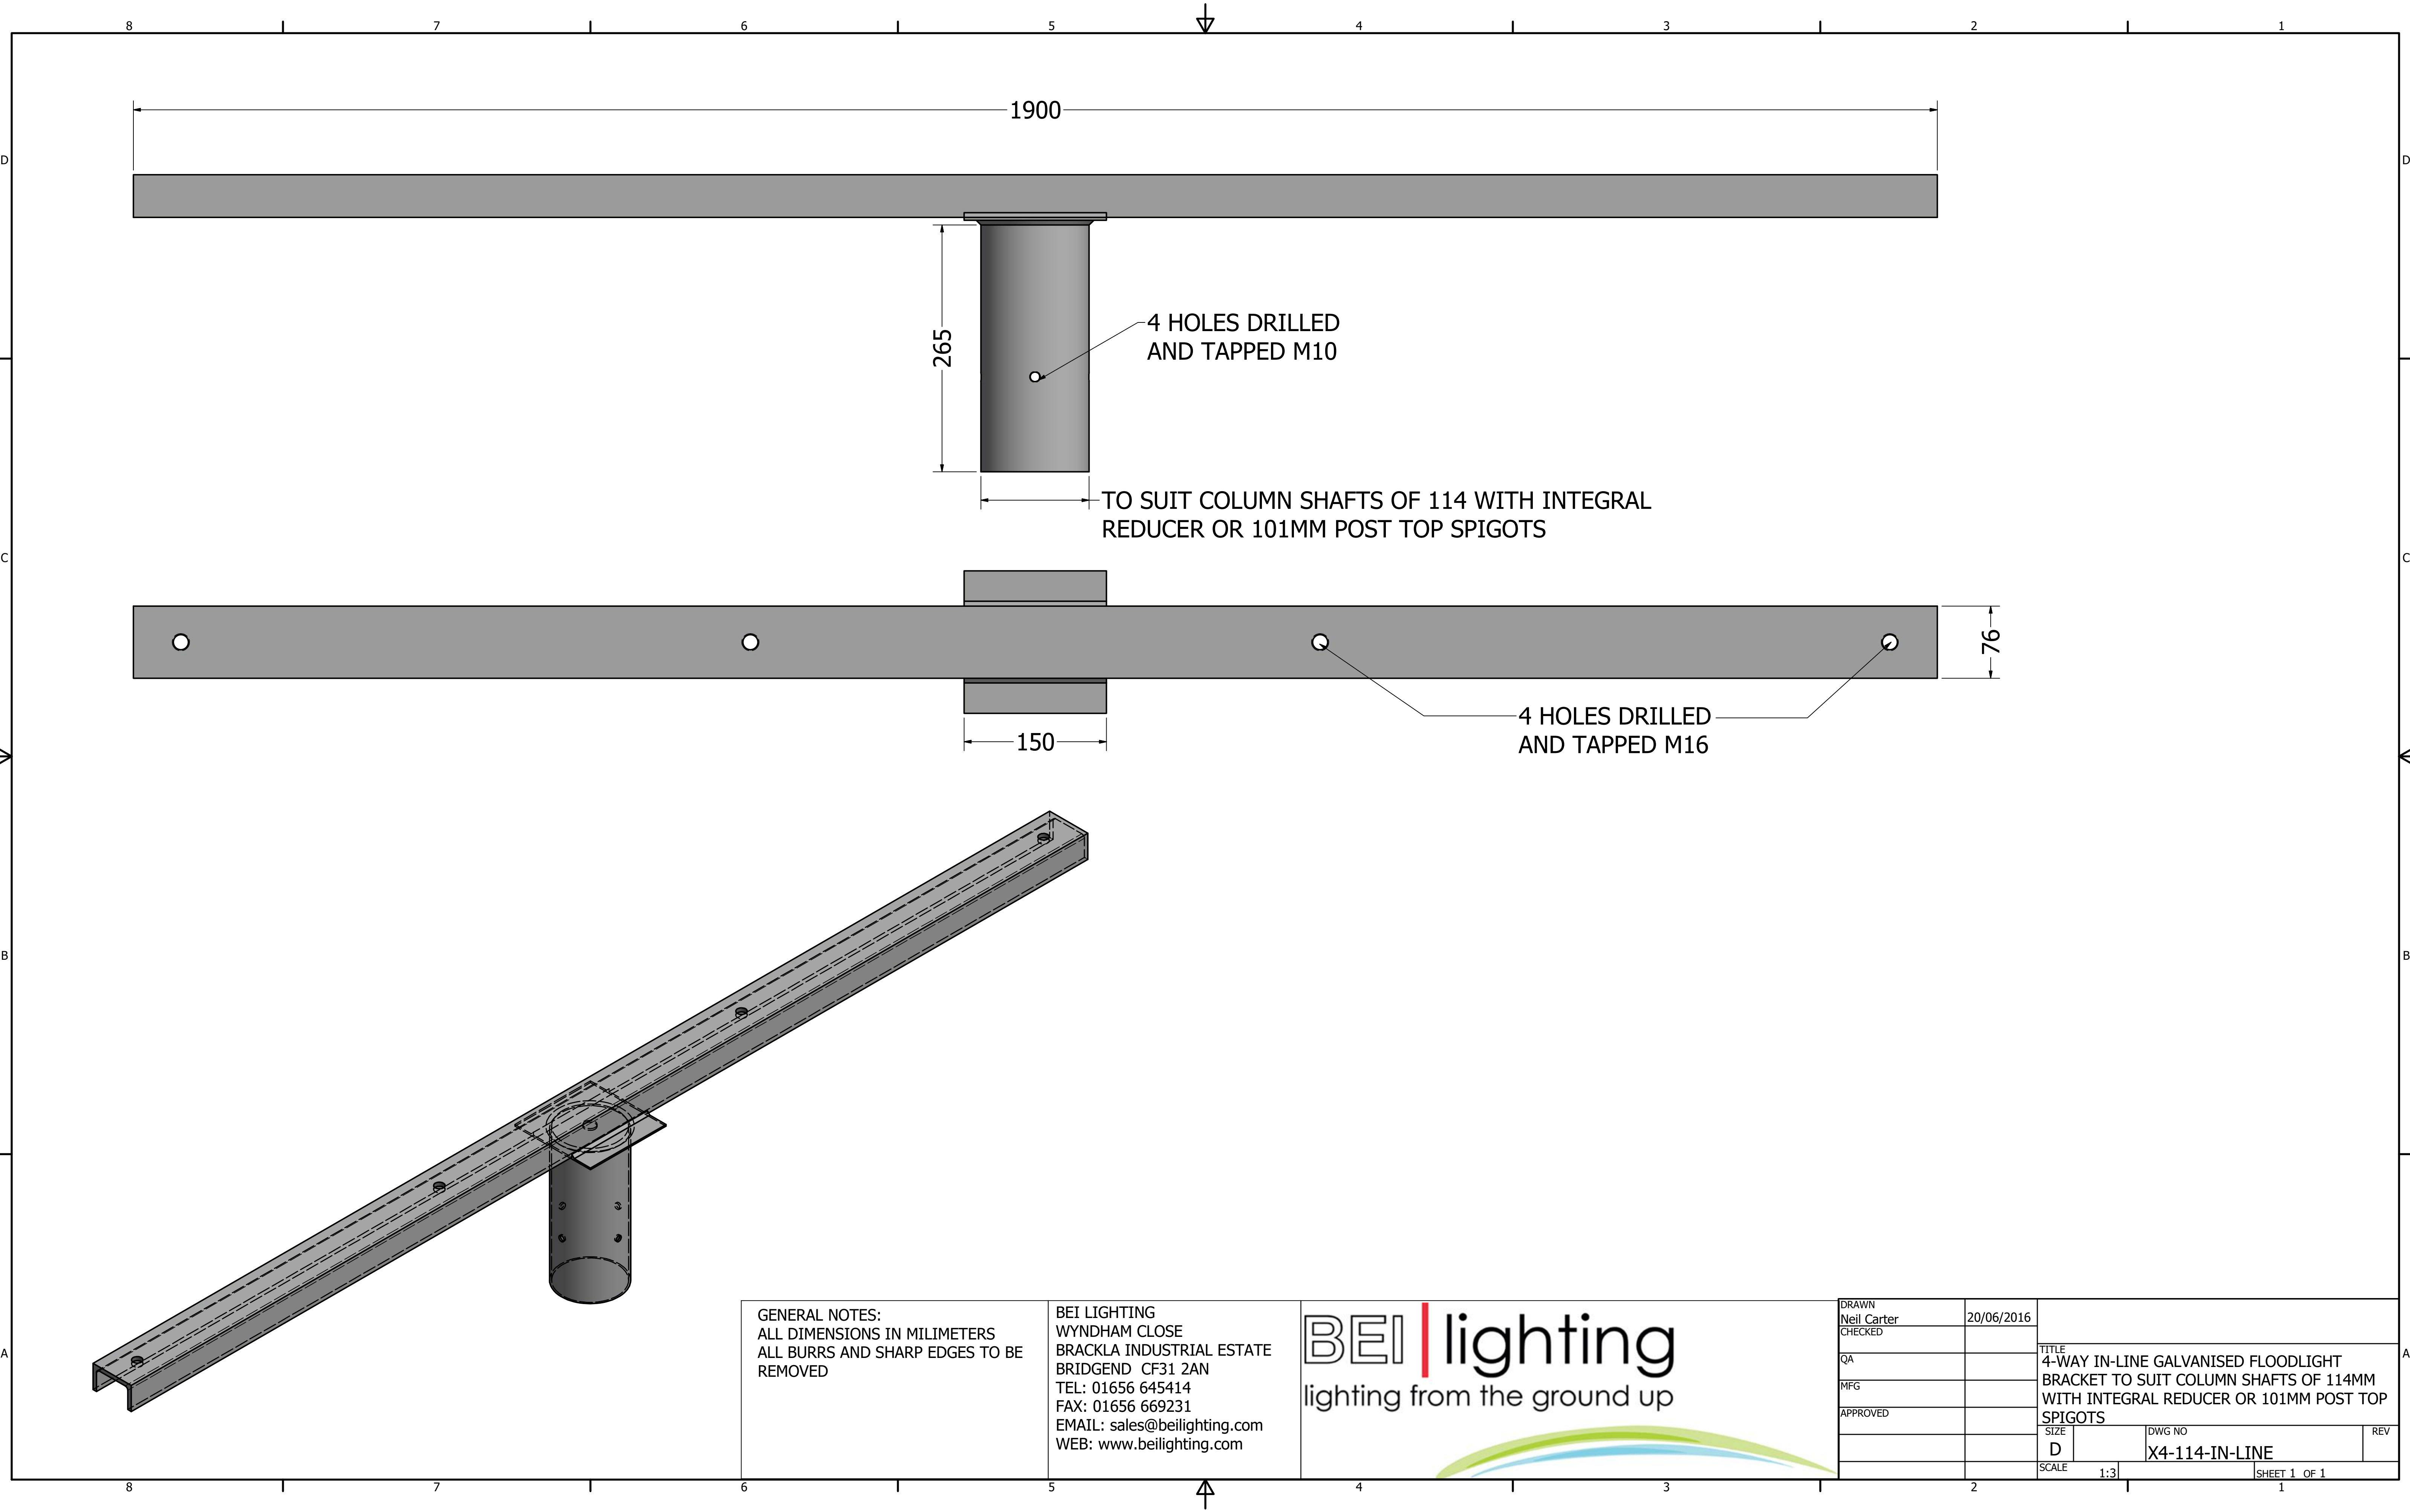 8 7 6 5 4 3 2 1
1900
D D
265
4 HOLES DRILLED
AND TAPPED M10
TO SUIT COLUMN SHAFTS OF 114 WITH INTEGRAL
REDUCER OR 101MM POST TOP SPIGOTS
C C
76
4 HOLES DRILLED
AND TAPPED M16
150
B B
A A
GENERAL NOTES:
ALL DIMENSIONS IN MILIMETERS
ALL BURRS AND SHARP EDGES TO BE
REMOVED
BEI LIGHTING
WYNDHAM CLOSE
BRACKLA INDUSTRIAL ESTATE
BRIDGEND CF31 2AN
TEL: 01656 645414
FAX: 01656 669231
EMAIL: sales@beilighting.com
WEB: www.beilighting.com
BEI lighting
lighting from the ground up
DRAWN
Neil Carter 20/06/2016
CHECKED
QA
MFG
APPROVED
TITLE
4-WAY IN-LINE GALVANISED FLOODLIGHT
BRACKET TO SUIT COLUMN SHAFTS OF 114MM
WITH INTEGRAL REDUCER OR 101MM POST TOP
SPIGOTS
SIZE DWG NO REV
D X4-114-IN-LINE
SCALE 1:3 SHEET 1 OF 1
8 7 6 5 4 3 2 1